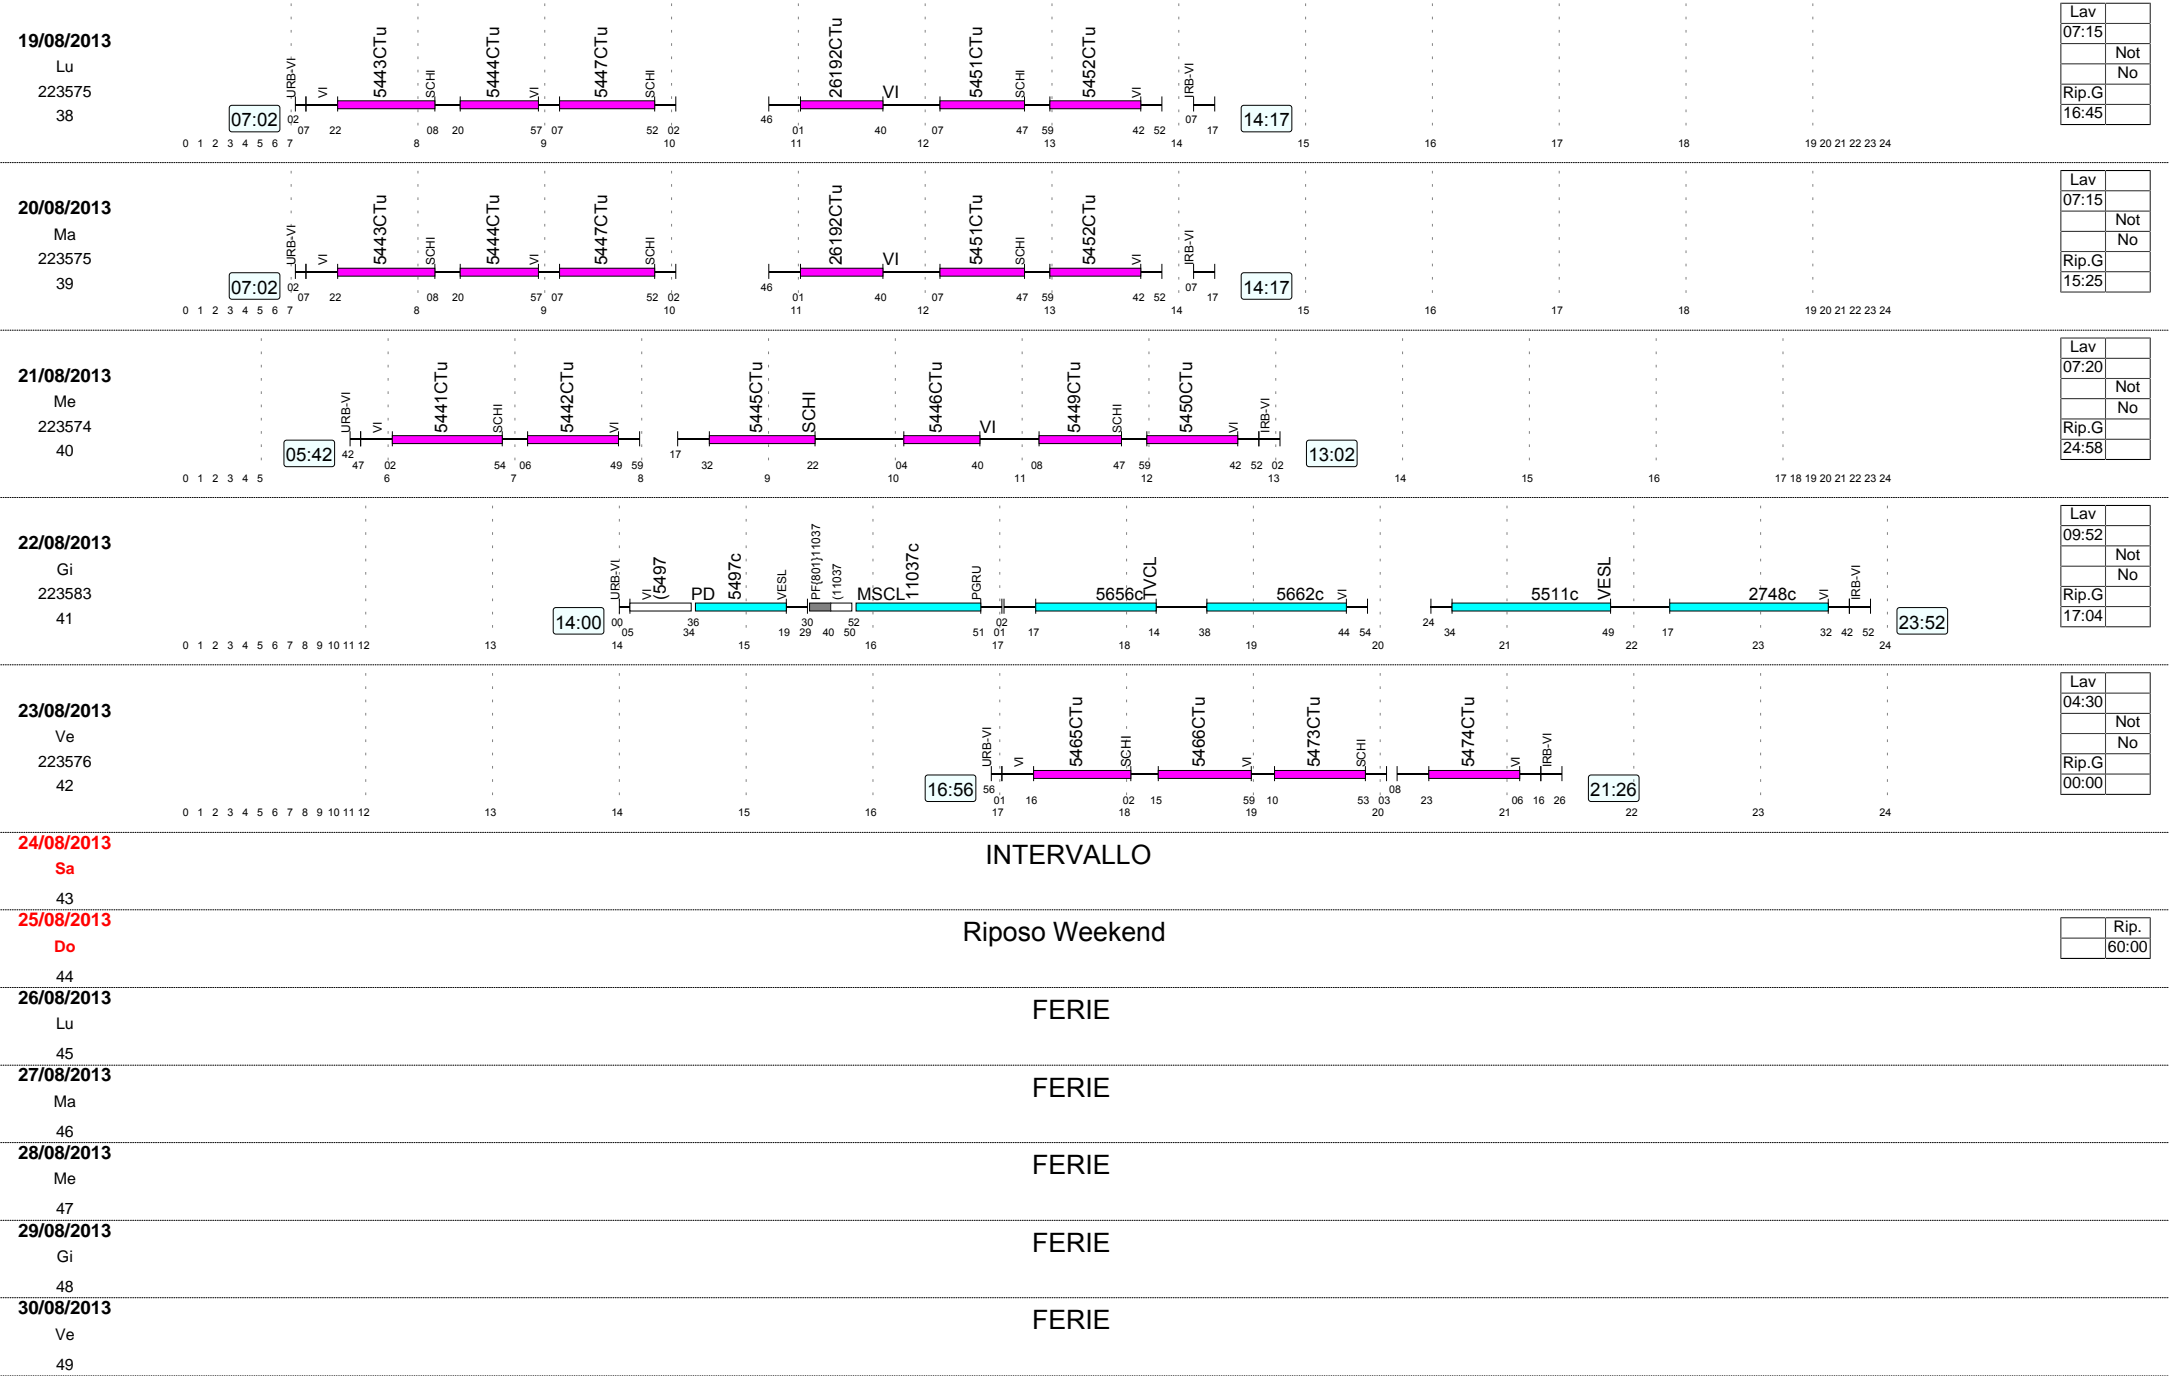 19/08/2013
Lu
223575
38
07:02
URB-VI VI 5443CTu SCHI 5444CTu VI 5447CTu SCHI 26192CTu VI 5451CTu SCHI 5452CTu VI IRB-VI
02 07 22 08 20 57 07 52 02 46 01 40 07 47 59 42 52 07 17
14:17
0 1 2 3 4 5 6 7 8 9 10 11 12 13 14 15 16 17 18 19 20 21 22 23 24
Lav
07:15
Not
No
Rip.G
16:45
20/08/2013
Ma
223575
39
07:02
URB-VI VI 5443CTu SCHI 5444CTu VI 5447CTu SCHI 26192CTu VI 5451CTu SCHI 5452CTu VI IRB-VI
02 07 22 08 20 57 07 52 02 46 01 40 07 47 59 42 52 07 17
14:17
0 1 2 3 4 5 6 7 8 9 10 11 12 13 14 15 16 17 18 19 20 21 22 23 24
Lav
07:15
Not
No
Rip.G
15:25
21/08/2013
Me
223574
40
05:42
URB-VI VI 5441CTu SCHI 5442CTu VI 5445CTu SCHI 5446CTu VI 5449CTu SCHI 5450CTu VI IRB-VI
42 47 02 54 06 49 59 17 32 22 04 40 08 47 59 42 52 02
13:02
0 1 2 3 4 5 6 7 8 9 10 11 12 13 14 15 16 17 18 19 20 21 22 23 24
Lav
07:20
Not
No
Rip.G
24:58
22/08/2013
Gi
223583
41
14:00
URB-VI VI (5497 PD 5497c VESL PF{801}11037 (11037 MSCL 11037c PGRU 5656c TVCL 5662c VI 5511c VESL 2748c VI IRB-VI
00 05 34 36 19 29 30 40 50 52 51 01 02 17 14 38 44 54 24 34 49 17 32 42 52
23:52
0 1 2 3 4 5 6 7 8 9 10 11 12 13 14 15 16 17 18 19 20 21 22 23 24
Lav
09:52
Not
No
Rip.G
17:04
23/08/2013
Ve
223576
42
16:56
URB-VI VI 5465CTu SCHI 5466CTu VI 5473CTu SCHI 5474CTu VI IRB-VI
56 01 16 02 15 59 10 53 03 08 23 06 16 26
21:26
0 1 2 3 4 5 6 7 8 9 10 11 12 13 14 15 16 17 18 19 20 21 22 23 24
Lav
04:30
Not
No
Rip.G
00:00
24/08/2013
Sa
43
INTERVALLO
25/08/2013
Do
44
Riposo Weekend
Rip.
60:00
26/08/2013
Lu
45
FERIE
27/08/2013
Ma
46
FERIE
28/08/2013
Me
47
FERIE
29/08/2013
Gi
48
FERIE
30/08/2013
Ve
49
FERIE